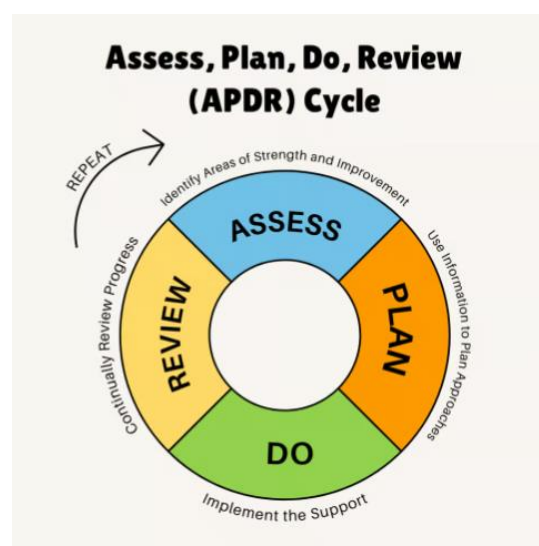 Assess, Plan, Do, Review
(APDR) Cycle
REPEAT
Identify Areas of Strength and Improvement
ASSESS
Use Information to Plan Approaches
PLAN
DO
Implement the Support
REVIEW
Continually Review Progress